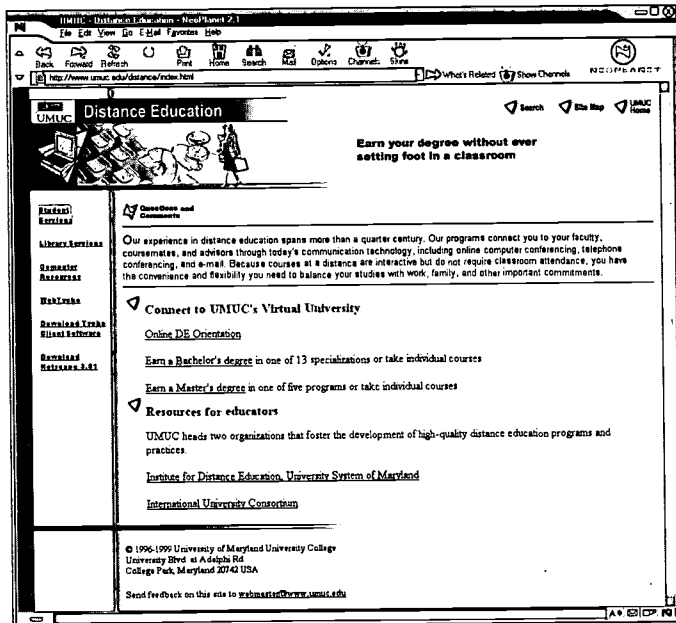 UMUC - Distance Education - NeoPlanet 2.1
File Edit View Go E-Mail Favorites Help
Back Forward Refresh Print Home Search Mail Options Channels Skins
NEOPLANET
http://www.umuc.edu/distance/index.html What's Related Show Channels
UMUC Distance Education
Search Site Map UMUC Home
Earn your degree without ever
setting foot in a classroom
Student
Services
Library Services
Computer
Resources
WebTycho
Download Tycho
Client Software
Download
Netscape 3.01
Questions and
Comments
Our experience in distance education spans more than a quarter century. Our programs connect you to your faculty,
coursemates, and advisors through today's communication technology, including online computer conferencing, telephone
conferencing, and e-mail. Because courses at a distance are interactive but do not require classroom attendance, you have
the convenience and flexibility you need to balance your studies with work, family, and other important commitments.
Connect to UMUC's Virtual University
Online DE Orientation
Earn a Bachelor's degree in one of 13 specializations or take individual courses
Earn a Master's degree in one of five programs or take individual courses
Resources for educators
UMUC heads two organizations that foster the development of high-quality distance education programs and
practices.
Institute for Distance Education, University System of Maryland
International University Consortium
© 1996-1999 University of Maryland University College
University Blvd. at Adelphi Rd.
College Park, Maryland 20742 USA
Send feedback on this site to webmaster@www.umuc.edu